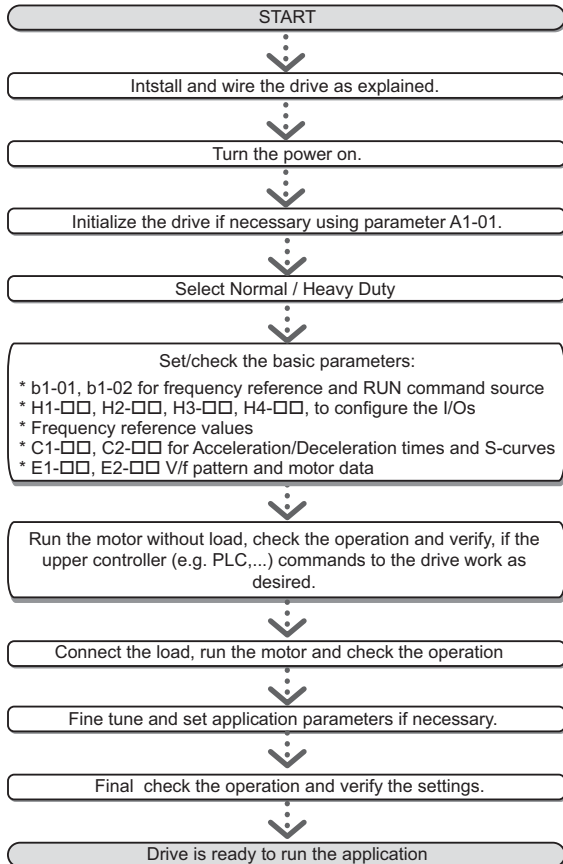 START
Intstall and wire the drive as explained.
Turn the power on.
Initialize the drive if necessary using parameter A1-01.
Select Normal / Heavy Duty
Set/check the basic parameters:
* b1-01, b1-02 for frequency reference and RUN command source
* H1-□□, H2-□□, H3-□□, H4-□□, to configure the I/Os
* Frequency reference values
* C1-□□, C2-□□ for Acceleration/Deceleration times and S-curves
* E1-□□, E2-□□ V/f pattern and motor data
Run the motor without load, check the operation and verify, if the
upper controller (e.g. PLC,...) commands to the drive work as
desired.
Connect the load, run the motor and check the operation
Fine tune and set application parameters if necessary.
Final check the operation and verify the settings.
Drive is ready to run the application